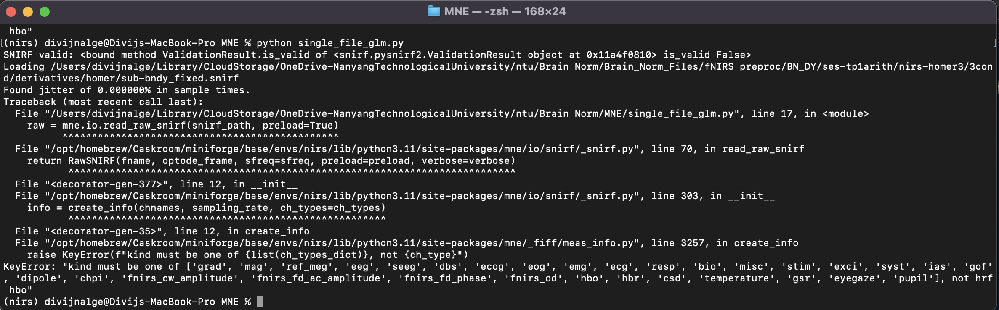 MNE — -zsh — 168×24
hbo"
[(nirs) divijnalge@Divijs-MacBook-Pro MNE % python single_file_glm.py ]
SNIRF valid: <bound method ValidationResult.is_valid of <snirf.pysnirf2.ValidationResult object at 0x11a4f0810> is_valid False>
Loading /Users/divijnalge/Library/CloudStorage/OneDrive-NanyangTechnologicalUniversity/ntu/Brain Norm/Brain_Norm_Files/fNIRS preproc/BN_DY/ses-tp1arith/nirs-homer3/3con
d/derivatives/homer/sub-bndy_fixed.snirf
Found jitter of 0.000000% in sample times.
Traceback (most recent call last):
  File "/Users/divijnalge/Library/CloudStorage/OneDrive-NanyangTechnologicalUniversity/ntu/Brain Norm/MNE/single_file_glm.py", line 17, in <module>
    raw = mne.io.read_raw_snirf(snirf_path, preload=True)
          ^^^^^^^^^^^^^^^^^^^^^^^^^^^^^^^^^^^^^^^^^^^^^^^
  File "/opt/homebrew/Caskroom/miniforge/base/envs/nirs/lib/python3.11/site-packages/mne/io/snirf/_snirf.py", line 70, in read_raw_snirf
    return RawSNIRF(fname, optode_frame, sfreq=sfreq, preload=preload, verbose=verbose)
           ^^^^^^^^^^^^^^^^^^^^^^^^^^^^^^^^^^^^^^^^^^^^^^^^^^^^^^^^^^^^^^^^^^^^^^^^^^^^
  File "<decorator-gen-377>", line 12, in __init__
  File "/opt/homebrew/Caskroom/miniforge/base/envs/nirs/lib/python3.11/site-packages/mne/io/snirf/_snirf.py", line 303, in __init__
    info = create_info(chnames, sampling_rate, ch_types=ch_types)
           ^^^^^^^^^^^^^^^^^^^^^^^^^^^^^^^^^^^^^^^^^^^^^^^^^^^^^^
  File "<decorator-gen-35>", line 12, in create_info
  File "/opt/homebrew/Caskroom/miniforge/base/envs/nirs/lib/python3.11/site-packages/mne/_fiff/meas_info.py", line 3257, in create_info
    raise KeyError(f"kind must be one of {list(ch_types_dict)}, not {ch_type}")
KeyError: "kind must be one of ['grad', 'mag', 'ref_meg', 'eeg', 'seeg', 'dbs', 'ecog', 'eog', 'emg', 'ecg', 'resp', 'bio', 'misc', 'stim', 'exci', 'syst', 'ias', 'gof'
, 'dipole', 'chpi', 'fnirs_cw_amplitude', 'fnirs_fd_ac_amplitude', 'fnirs_fd_phase', 'fnirs_od', 'hbo', 'hbr', 'csd', 'temperature', 'gsr', 'eyegaze', 'pupil'], not hrf
 hbo"
(nirs) divijnalge@Divijs-MacBook-Pro MNE %